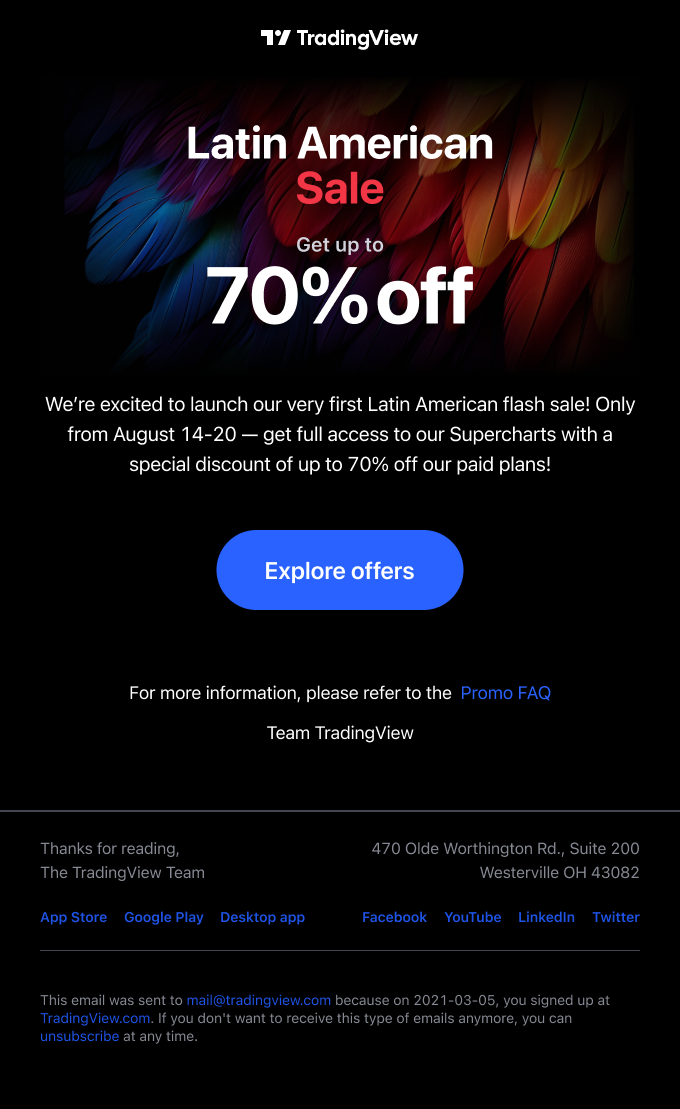 TradingView
Latin American
Sale
Get up to
70% off
We’re excited to launch our very first Latin American flash sale! Only
from August 14-20 — get full access to our Supercharts with a
special discount of up to 70% off our paid plans!
Explore offers
For more information, please refer to the Promo FAQ
Team TradingView
Thanks for reading,
The TradingView Team
470 Olde Worthington Rd., Suite 200
Westerville OH 43082
App Store Google Play Desktop app
Facebook YouTube LinkedIn Twitter
This email was sent to mail@tradingview.com because on 2021-03-05, you signed up at
TradingView.com. If you don't want to receive this type of emails anymore, you can
unsubscribe at any time.